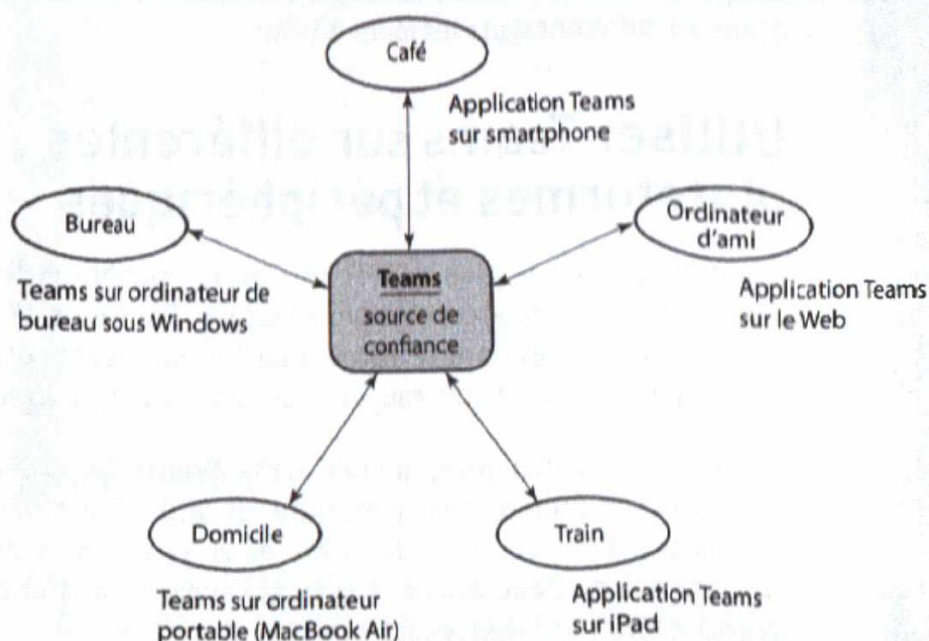 Café
Application Teams
sur smartphone
Bureau
Ordinateur
d'ami
Teams
source de
confiance
Teams sur ordinateur de
bureau sous Windows
Application Teams
sur le Web
Domicile
Train
Teams sur ordinateur
portable (MacBook Air)
Application Teams
sur iPad